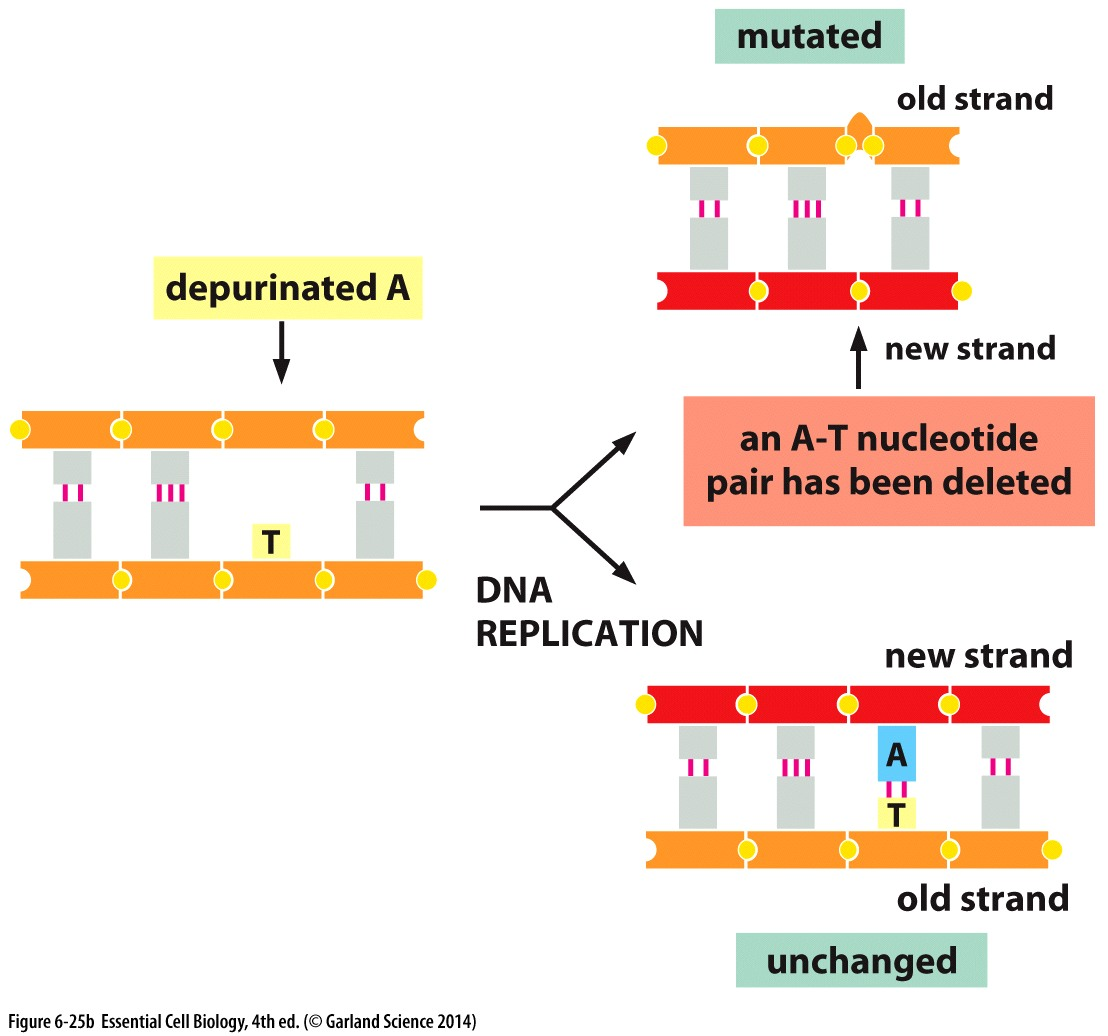 mutated
old strand
depurinated A
new strand
an A-T nucleotide
pair has been deleted
T
DNA
REPLICATION
new strand
A
T
old strand
unchanged
Figure 6-25b Essential Cell Biology, 4th ed. (© Garland Science 2014)